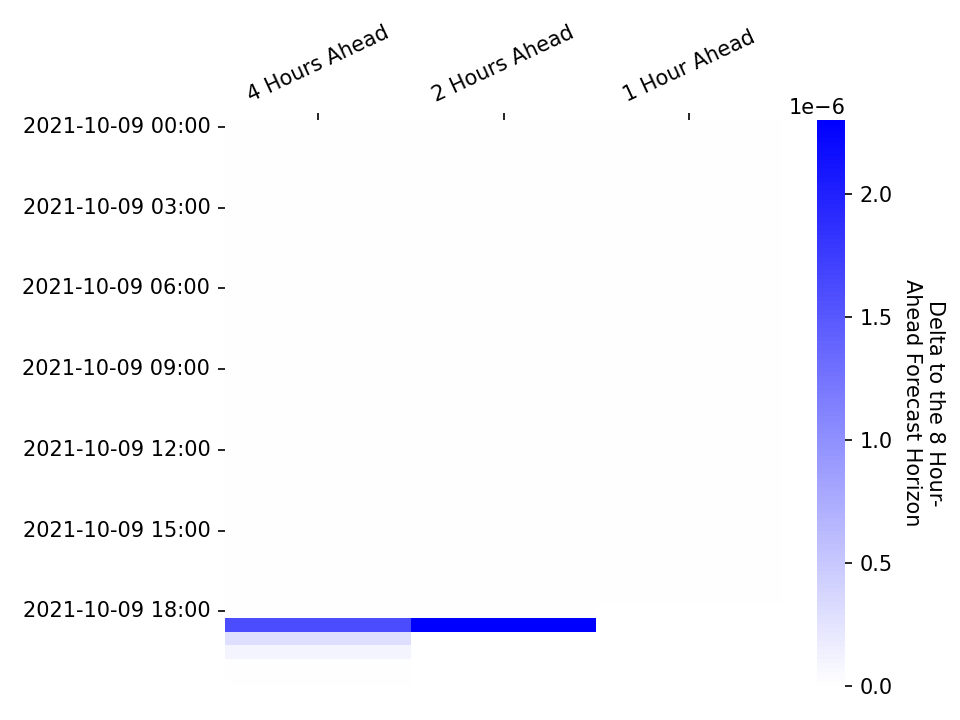 4 Hours Ahead
2 Hours Ahead
1 Hour Ahead
1e−6
2021-10-09 00:00
2021-10-09 03:00
2021-10-09 06:00
2021-10-09 09:00
2021-10-09 12:00
2021-10-09 15:00
2021-10-09 18:00
2.0
1.5
1.0
0.5
0.0
Delta to the 8 Hour-
Ahead Forecast Horizon